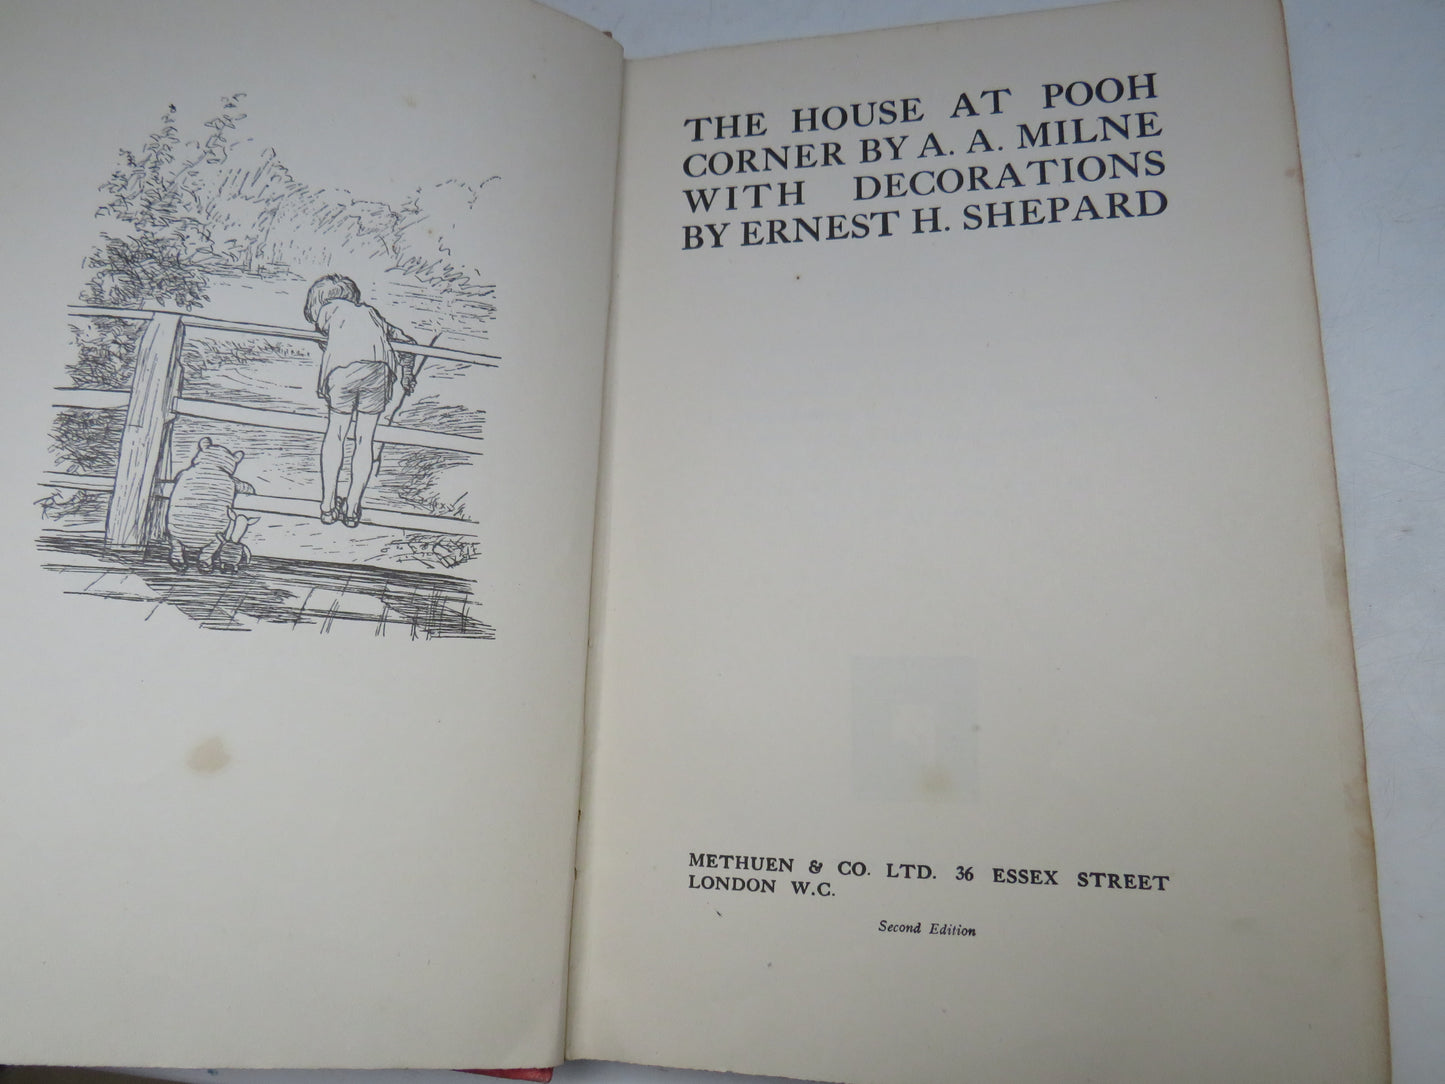 THE HOUSE AT POOH
CORNER BY A. A. MILNE
WITH DECORATIONS
BY ERNEST H. SHEPARD
METHUEN & CO. LTD. 36 ESSEX STREET
LONDON W.C.
Second Edition